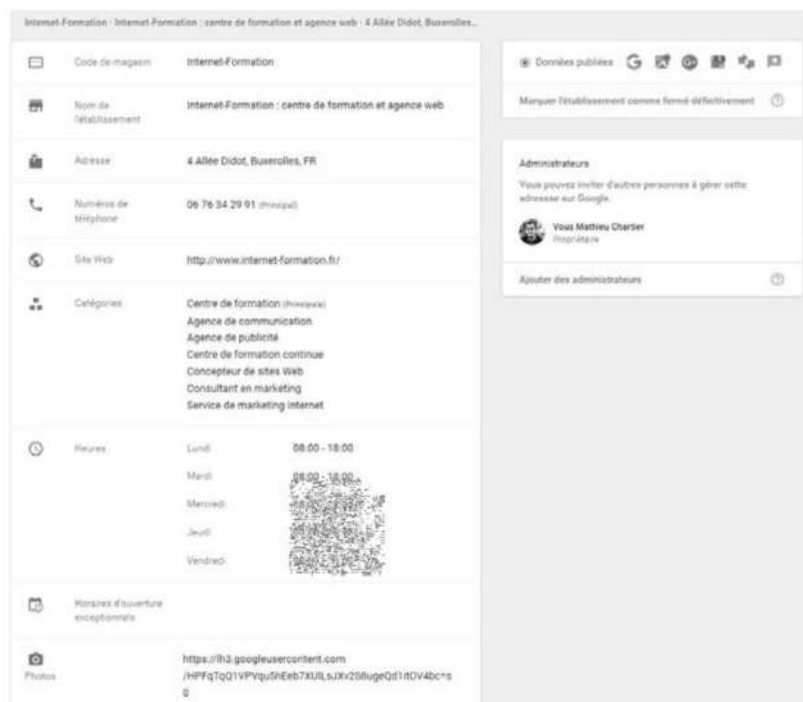 Internet-Formation · Internet-Formation : centre de formation et agence web · 4 Allée Didot, Buxerolles...
Code de magasin Internet-Formation
Nom de l'établissement Internet-Formation : centre de formation et agence web
Adresse 4 Allée Didot, Buxerolles, FR
Numéros de téléphone 06 76 34 29 91 (Principal)
Site Web http://www.internet-formation.fr/
Catégories Centre de formation (Principale)
Agence de communication
Agence de publicité
Centre de formation continue
Concepteur de sites Web
Consultant en marketing
Service de marketing Internet
Heures Lundi 08:00 - 18:00
Mardi 08:00 - 18:00
Mercredi
Jeudi
Vendredi
Horaires d'ouverture exceptionnels
Photos https://lh3.googleusercontent.com
Données publiées
Marquer l'établissement comme fermé définitivement
Administrateurs
Vous pouvez inviter d'autres personnes à gérer cette
adresse sur Google.
Vous Mathieu Chartier
Propriétaire
Ajouter des administrateurs